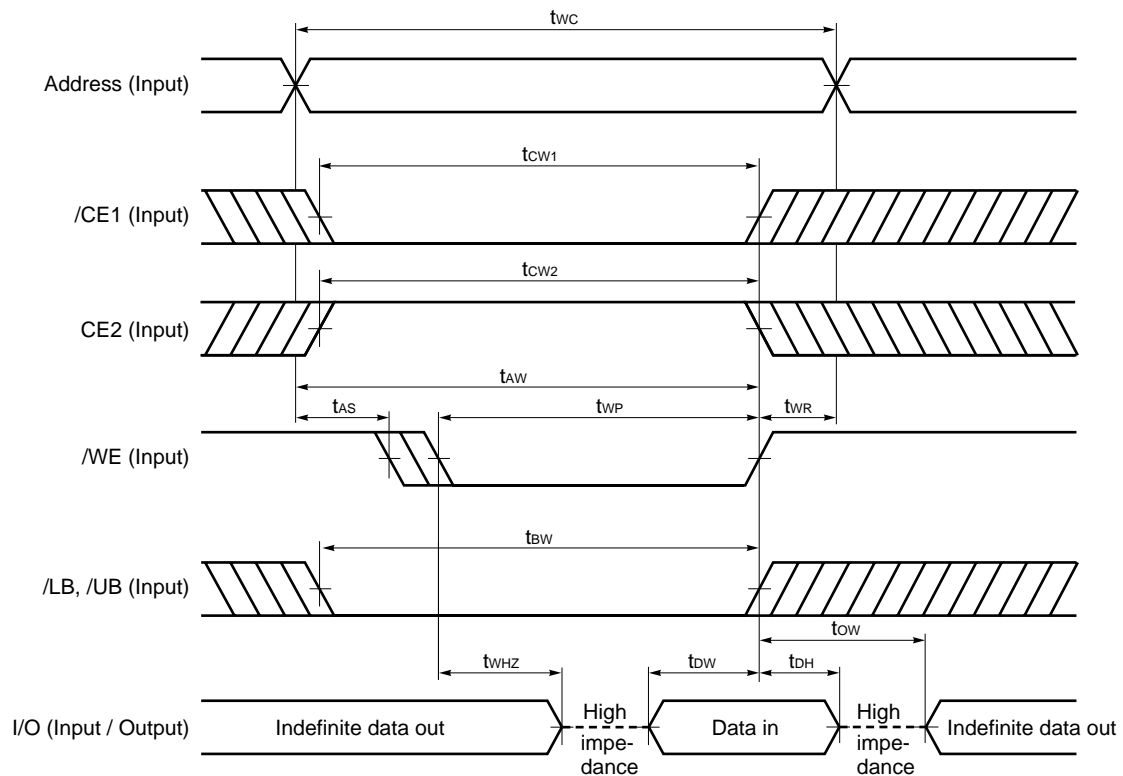 tWC
Address (Input)
tCW1
/CE1 (Input)
tCW2
CE2 (Input)
tAW
tAS
tWP
tWR
/WE (Input)
tBW
/LB, /UB (Input)
tOW
tWHZ
tDW
tDH
I/O (Input / Output)
Indefinite data out
High
impe-
dance
Data in
High
impe-
dance
Indefinite data out